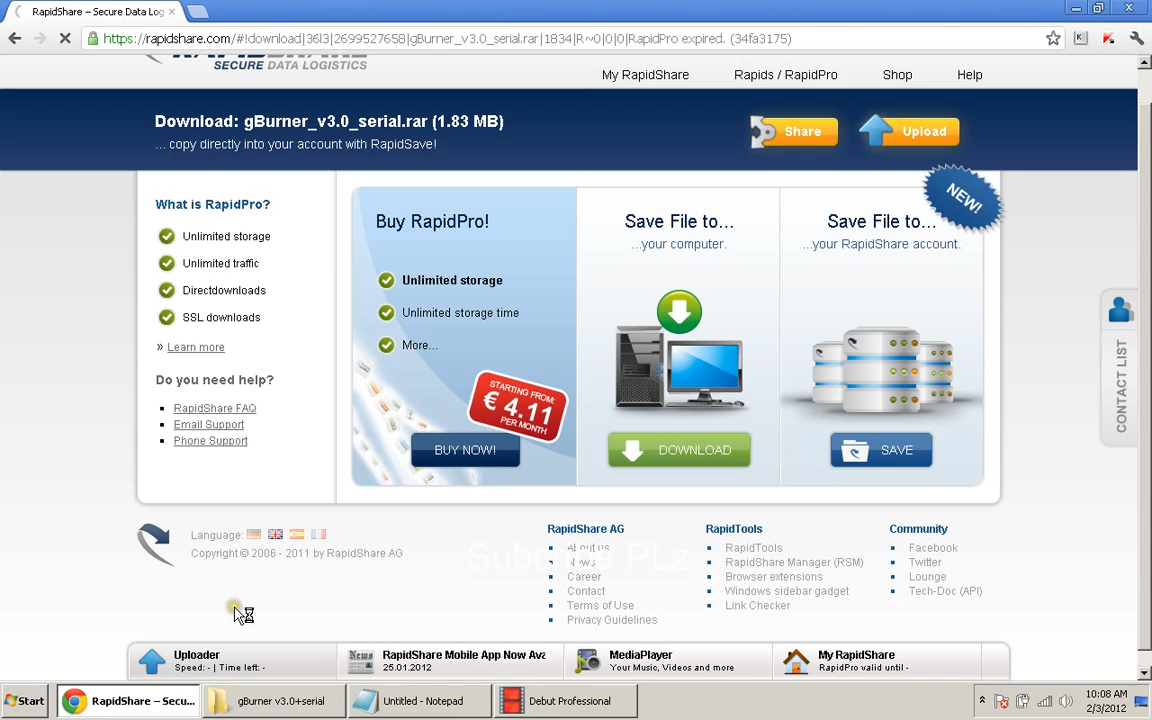 RapidShare – Secure Data Log
https://rapidshare.com/#!download|36l3|2699527658|gBurner_v3.0_serial.rar|1834|R~0|0|0|RapidPro expired. (34fa3175)
SECURE DATA LOGISTICS
My RapidShare
Rapids / RapidPro
Shop
Help
Download: gBurner_v3.0_serial.rar (1.83 MB)
... copy directly into your account with RapidSave!
Share
Upload
NEW!
What is RapidPro?
Unlimited storage
Unlimited traffic
Directdownloads
SSL downloads
» Learn more
Do you need help?
RapidShare FAQ
Email Support
Phone Support
Buy RapidPro!
Unlimited storage
Unlimited storage time
More...
STARTING FROM:
€ 4.11
PER MONTH
BUY NOW!
Save File to...
...your computer.
DOWNLOAD
Save File to...
...your RapidShare account.
SAVE
CONTACT LIST
Language:
Copyright © 2006 - 2011 by RapidShare AG
RapidShare AG
About us
News
Career
Contact
Terms of Use
Privacy Guidelines
Subcribe PLz
RapidTools
RapidTools
RapidShare Manager (RSM)
Browser extensions
Windows sidebar gadget
Link Checker
Community
Facebook
Twitter
Lounge
Tech-Doc (API)
Uploader
Speed: - | Time left: -
News
RapidShare Mobile App Now Ava
25.01.2012
MediaPlayer
Your Music, Videos and more
My RapidShare
RapidPro valid until -
Start
RapidShare – Secu...
gBurner v3.0+serial
Untitled - Notepad
Debut Professional
10:08 AM
2/3/2012